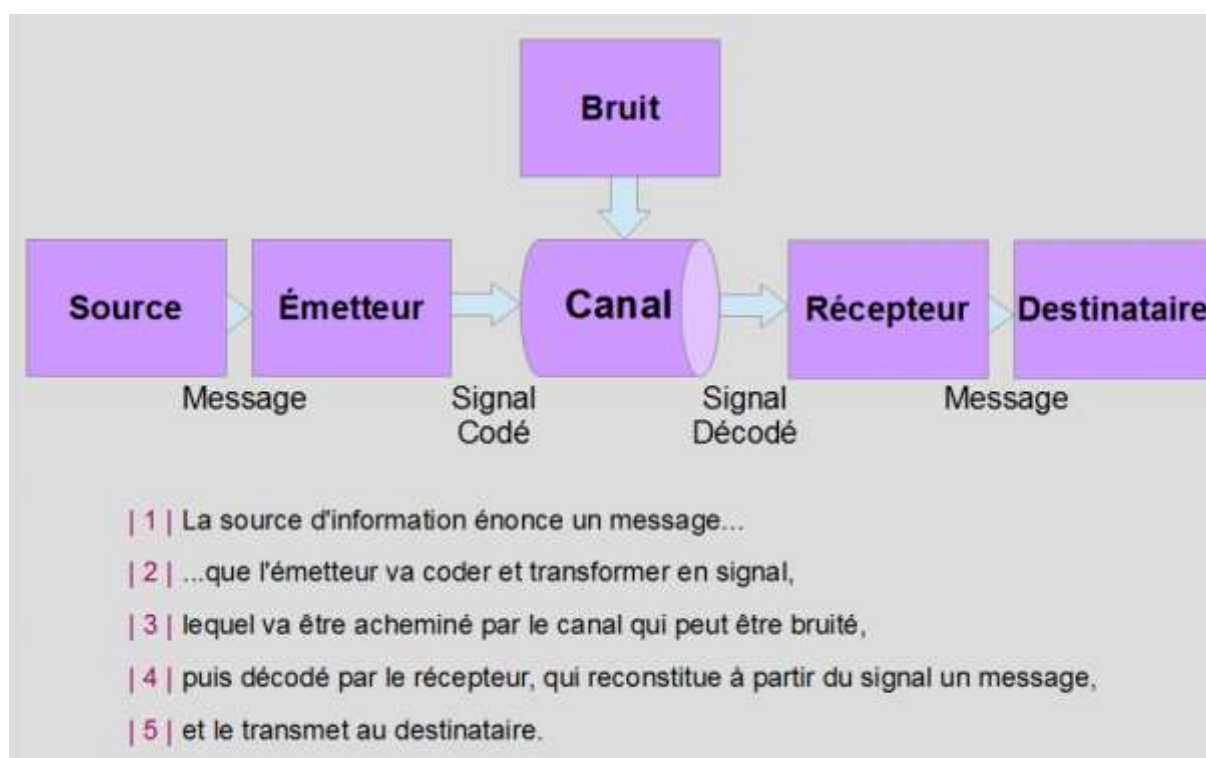 Bruit
Source
Émetteur
Canal
Récepteur
Destinataire
Message
Signal
Codé
Signal
Décodé
Message
| 1 | La source d'information énonce un message...
| 2 | ...que l'émetteur va coder et transformer en signal,
| 3 | lequel va être acheminé par le canal qui peut être bruité,
| 4 | puis décodé par le récepteur, qui reconstitue à partir du signal un message,
| 5 | et le transmet au destinataire.